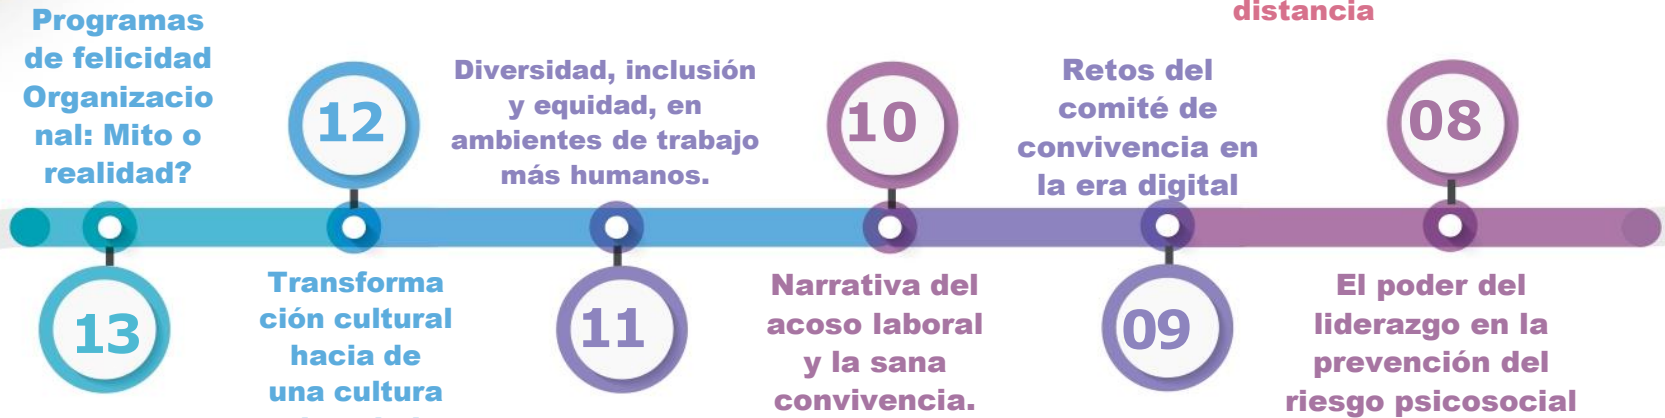 distancia
Programas
de felicidad
Organizacio
nal: Mito o
realidad?
12
Diversidad, inclusión
y equidad, en
ambientes de trabajo
más humanos.
10
Retos del
comité de
convivencia en
la era digital
08
13
Transforma
ción cultural
hacia de
una cultura
11
Narrativa del
acoso laboral
y la sana
convivencia.
09
El poder del
liderazgo en la
prevención del
riesgo psicosocial